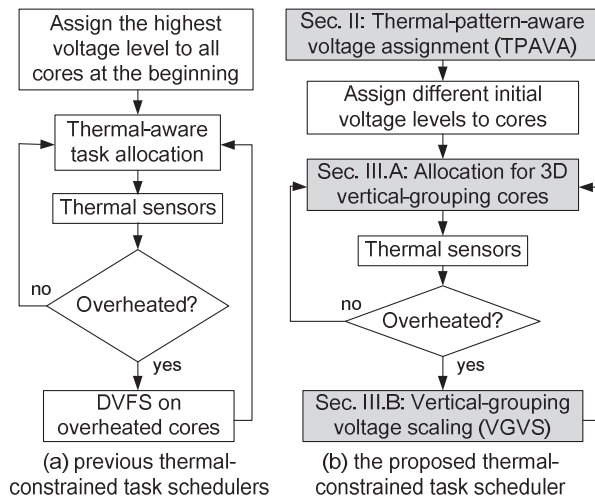 Assign the highest
voltage level to all
cores at the beginning
Thermal-aware
task allocation
Thermal sensors
no
Overheated?
yes
DVFS on
overheated cores
(a) previous thermal-
constrained task schedulers
Sec. II: Thermal-pattern-aware
voltage assignment (TPAVA)
Assign different initial
voltage levels to cores
Sec. III.A: Allocation for 3D
vertical-grouping cores
Thermal sensors
no
Overheated?
yes
Sec. III.B: Vertical-grouping
voltage scaling (VGVS)
(b) the proposed thermal-
constrained task scheduler